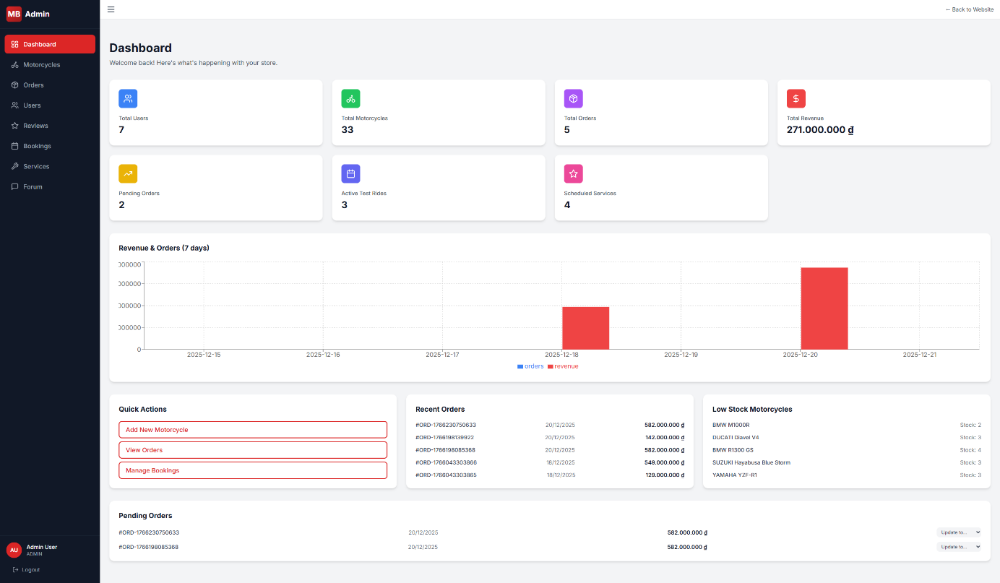 MB Admin
← Back to Website
Dashboard
Motorcycles
Orders
Users
Reviews
Bookings
Services
Forum
AU
Admin User
ADMIN
Logout
Dashboard
Welcome back! Here's what's happening with your store.
Total Users
7
Total Motorcycles
33
Total Orders
5
Total Revenue
271.000.000 ₫
Pending Orders
2
Active Test Rides
3
Scheduled Services
4
Revenue & Orders (7 days)
000000
000000
000000
000000
0
2025-12-15 2025-12-16 2025-12-17 2025-12-18 2025-12-19 2025-12-20 2025-12-21
orders revenue
Quick Actions
Add New Motorcycle
View Orders
Manage Bookings
Recent Orders
#ORD-1766230750633 20/12/2025 582.000.000 ₫
#ORD-1766198139922 20/12/2025 142.000.000 ₫
#ORD-1766198085368 20/12/2025 582.000.000 ₫
#ORD-1766043303866 18/12/2025 549.000.000 ₫
#ORD-1766043303865 18/12/2025 129.000.000 ₫
Low Stock Motorcycles
BMW M1000R Stock: 2
DUCATI Diavel V4 Stock: 3
BMW R1300 GS Stock: 4
SUZUKI Hayabusa Blue Storm Stock: 3
YAMAHA YZF-R1 Stock: 3
Pending Orders
#ORD-1766230750633 20/12/2025 582.000.000 ₫ Update to...
#ORD-1766198085368 20/12/2025 582.000.000 ₫ Update to...